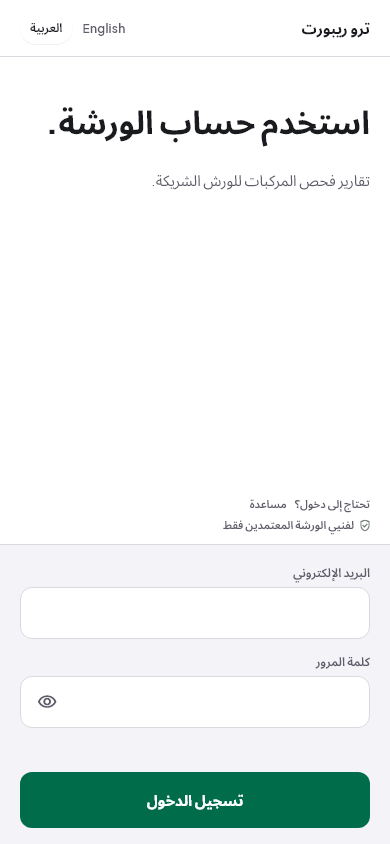 ترو ريبورت
English العربية
استخدم حساب الورشة.
تقارير فحص المركبات للورش الشريكة.
تحتاج إلى دخول؟ مساعدة
لفنيي الورشة المعتمدين فقط
البريد الإلكتروني
كلمة المرور
تسجيل الدخول